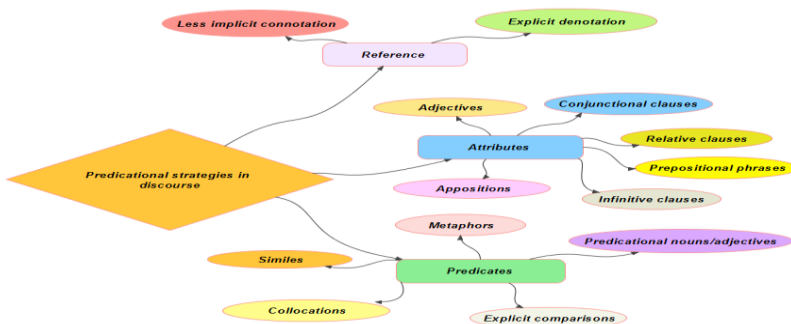 Less implicit connotation
Explicit denotation
Reference
Adjectives
Conjunctional clauses
Attributes
Relative clauses
Prepositional phrases
Appositions
Infinitive clauses
Predicational strategies in
discourse
Metaphors
Predicational nouns/adjectives
Similes
Predicates
Collocations
Explicit comparisons